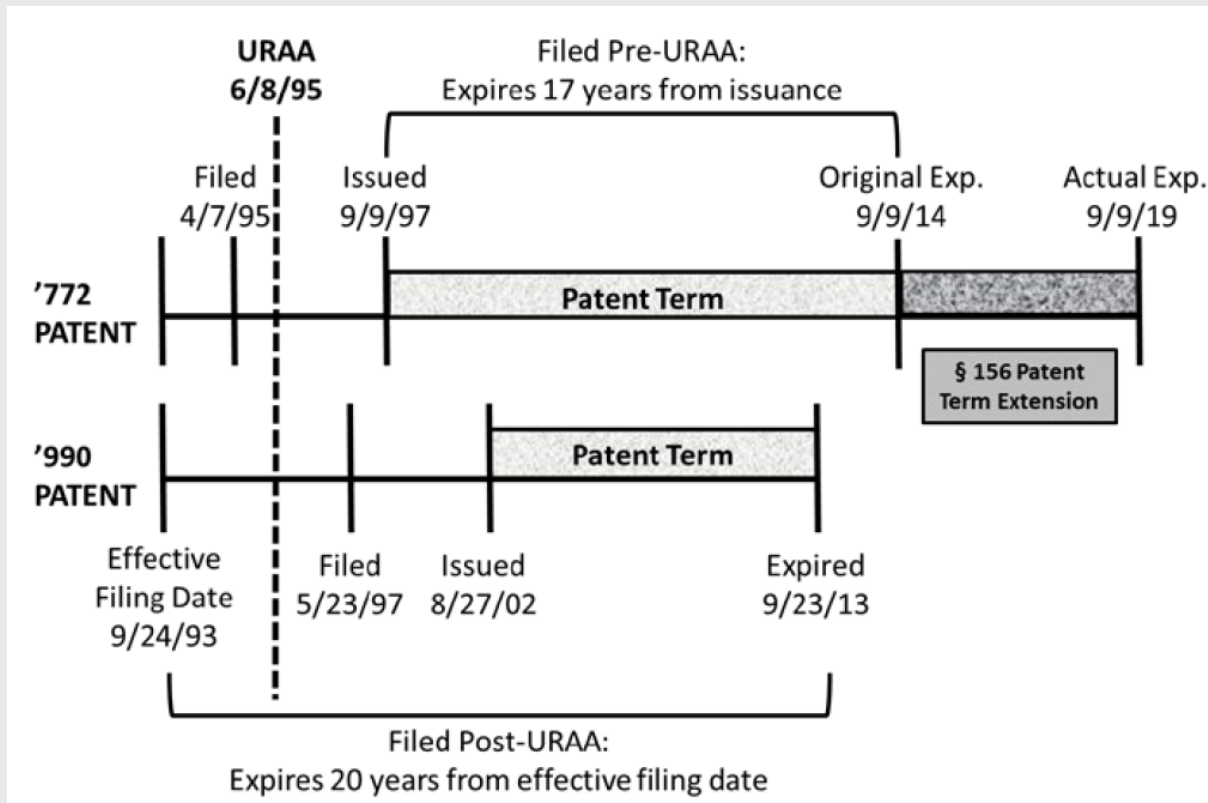 URAA
6/8/95
Filed Pre-URAA:
Expires 17 years from issuance
Filed
4/7/95
Issued
9/9/97
Original Exp.
9/9/14
Actual Exp.
9/9/19
’772
PATENT
Patent Term
§ 156 Patent
Term Extension
’990
PATENT
Patent Term
Effective
Filing Date
9/24/93
Filed
5/23/97
Issued
8/27/02
Expired
9/23/13
Filed Post-URAA:
Expires 20 years from effective filing date